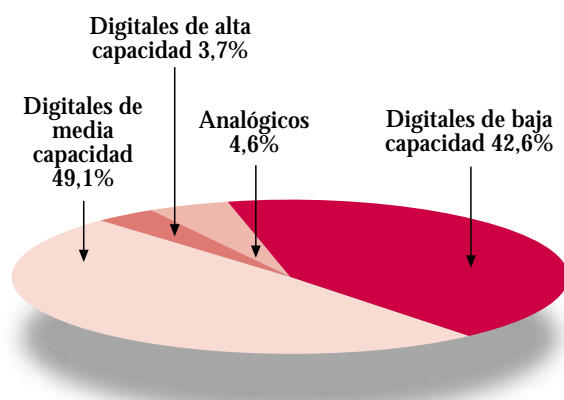 Digitales de alta
capacidad 3,7%
Digitales de
media
capacidad
49,1%
Analógicos
4,6%
Digitales de baja
capacidad 42,6%